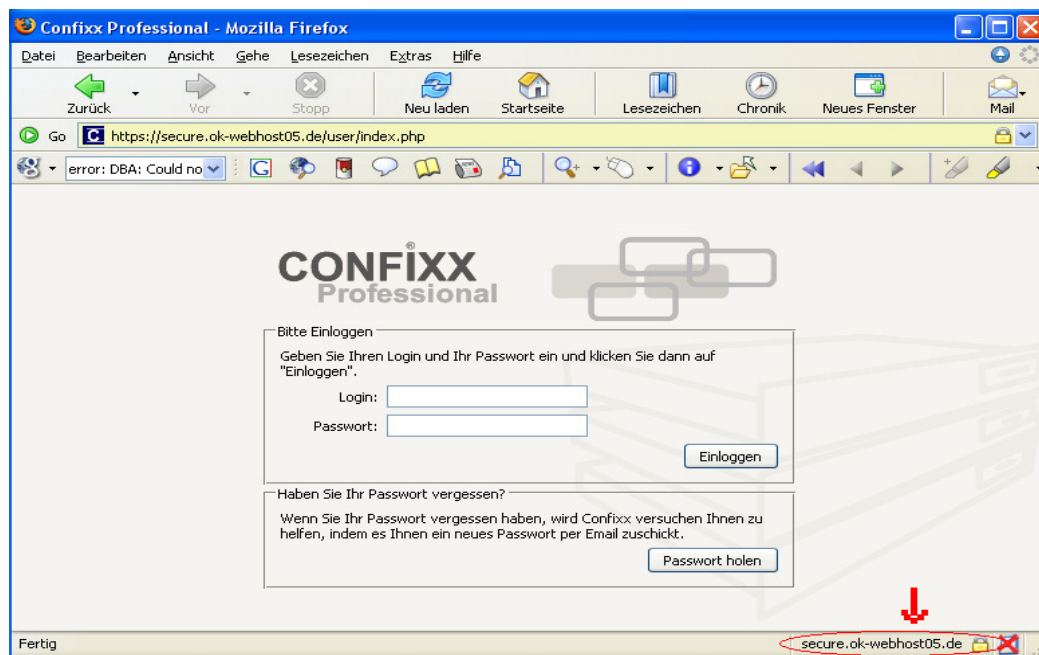 Confixx Professional - Mozilla Firefox
Datei Bearbeiten Ansicht Gehe Lesezeichen Extras Hilfe
Zurück Vor Stopp Neu laden Startseite Lesezeichen Chronik Neues Fenster Mail
Go C https://secure.ok-webhost05.de/user/index.php
error: DBA: Could no G
CONFIXX®
Professional
Bitte Einloggen
Geben Sie Ihren Login und Ihr Passwort ein und klicken Sie dann auf
"Einloggen".
Login:
Passwort:
Einloggen
Haben Sie Ihr Passwort vergessen?
Wenn Sie Ihr Passwort vergessen haben, wird Confixx versuchen Ihnen zu
helfen, indem es Ihnen ein neues Passwort per Email zuschickt.
Passwort holen
Fertig secure.ok-webhost05.de